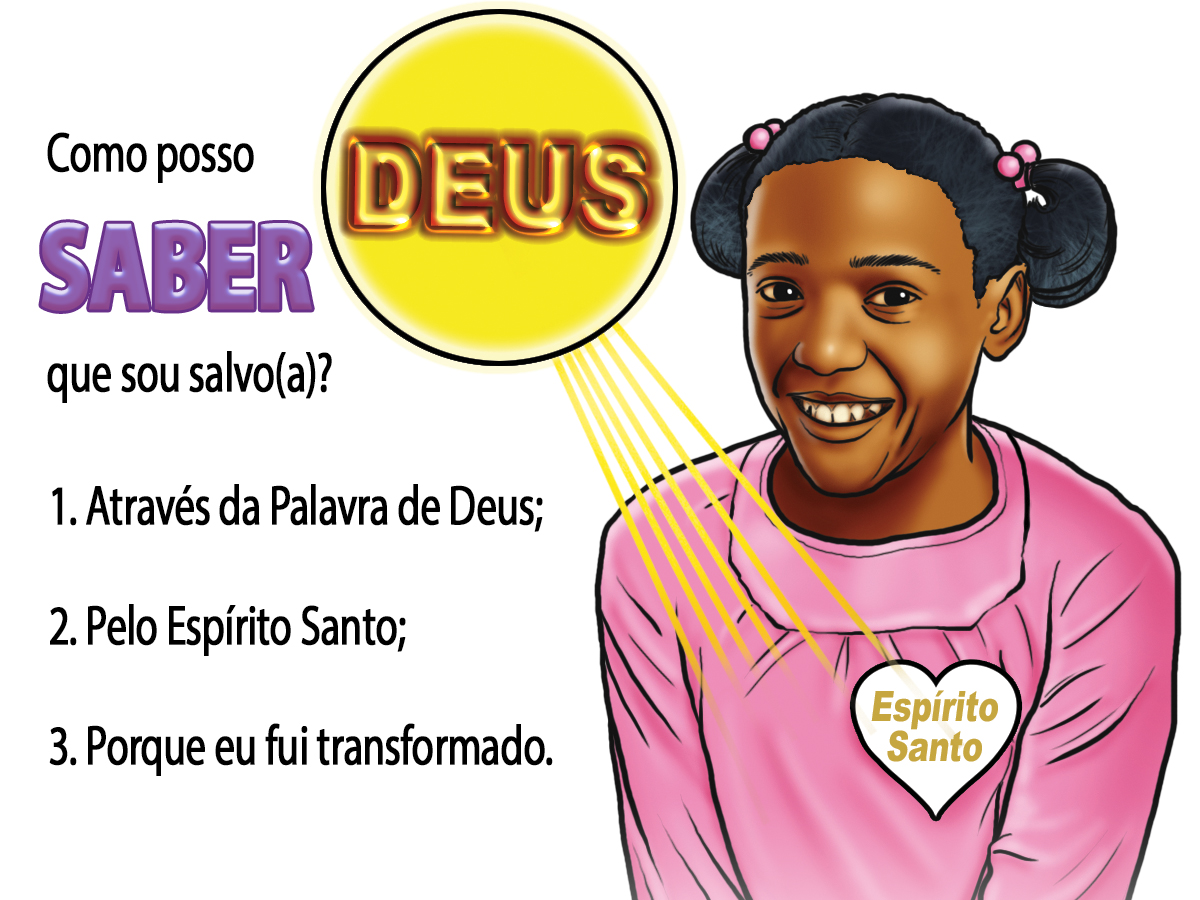 Como posso
SABER
que sou salvo(a)?
DEUS
1. Através da Palavra de Deus;
2. Pelo Espírito Santo;
3. Porque eu fui transformado.
Espírito
Santo